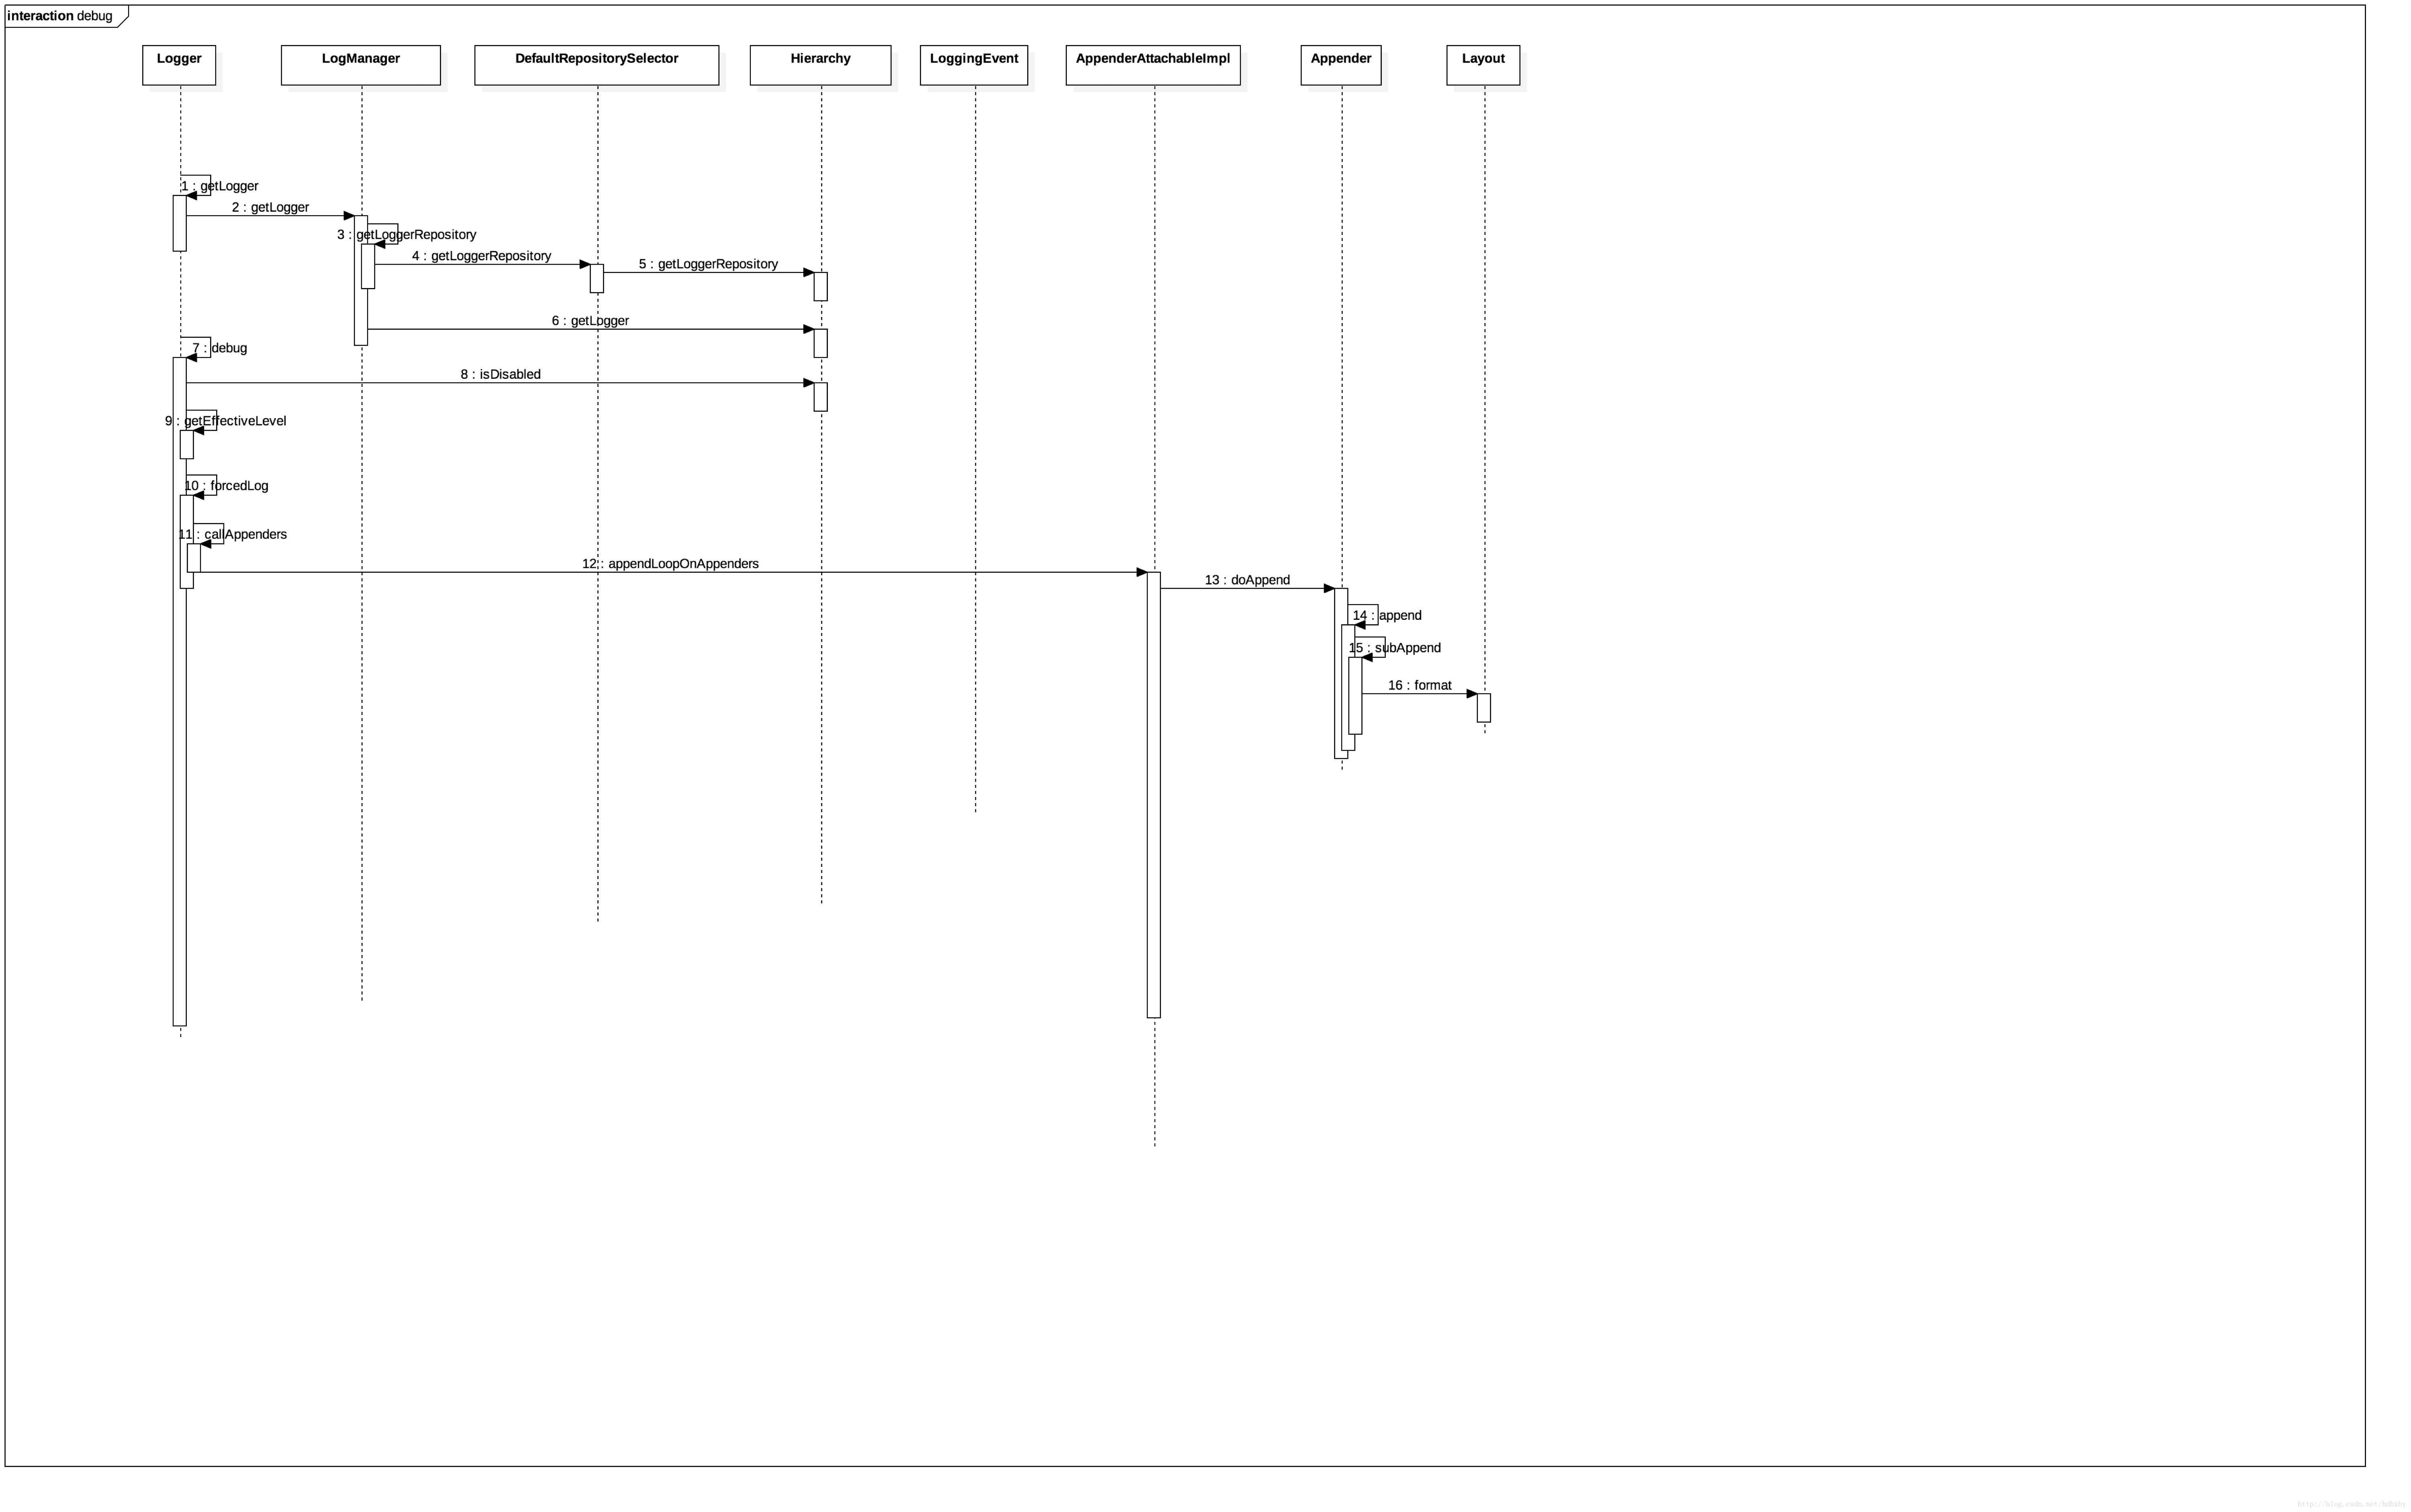 interaction debug
Logger
LogManager
DefaultRepositorySelector
Hierarchy
LoggingEvent
AppenderAttachableImpl
Appender
Layout
1 : getLogger
2 : getLogger
3 : getLoggerRepository
4 : getLoggerRepository
5 : getLoggerRepository
6 : getLogger
7 : debug
8 : isDisabled
9 : getEffectiveLevel
10 : forcedLog
11 : callAppenders
12 : appendLoopOnAppenders
13 : doAppend
14 : append
15 : subAppend
16 : format